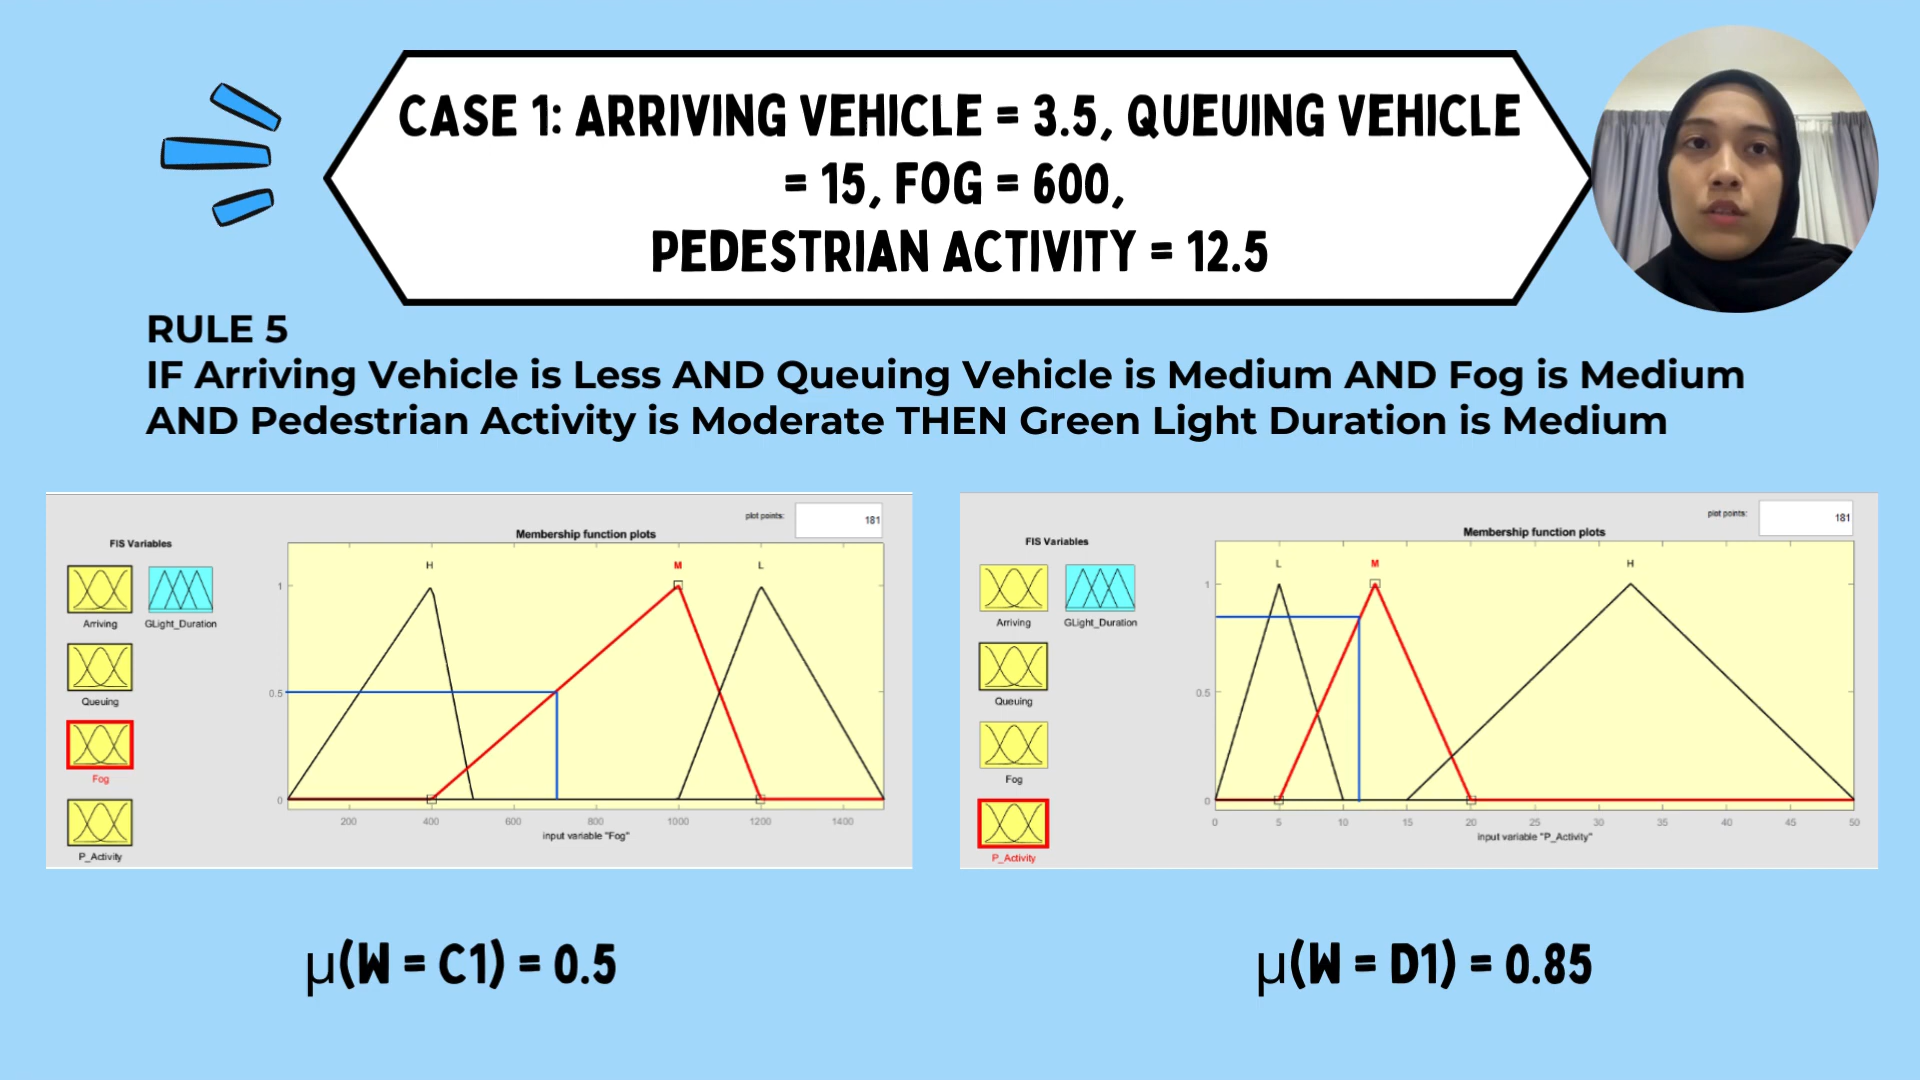 CASE 1: ARRIVING VEHICLE = 3.5, QUEUING VEHICLE
= 15, FOG = 600,
PEDESTRIAN ACTIVITY = 12.5
RULE 5
IF Arriving Vehicle is Less AND Queuing Vehicle is Medium AND Fog is Medium
AND Pedestrian Activity is Moderate THEN Green Light Duration is Medium
plot points: 181
Membership function plots
FIS Variables
H M L
1
Arriving GLight_Duration
0.5
Queuing
Fog
0
200 400 600 800 1000 1200 1400
input variable "Fog"
P_Activity
plot points: 181
Membership function plots
FIS Variables
L M H
1
Arriving GLight_Duration
0.5
Queuing
Fog
0
0 5 10 15 20 25 30 35 40 45 50
input variable "P_Activity"
P_Activity
μ(W = C1) = 0.5
μ(W = D1) = 0.85